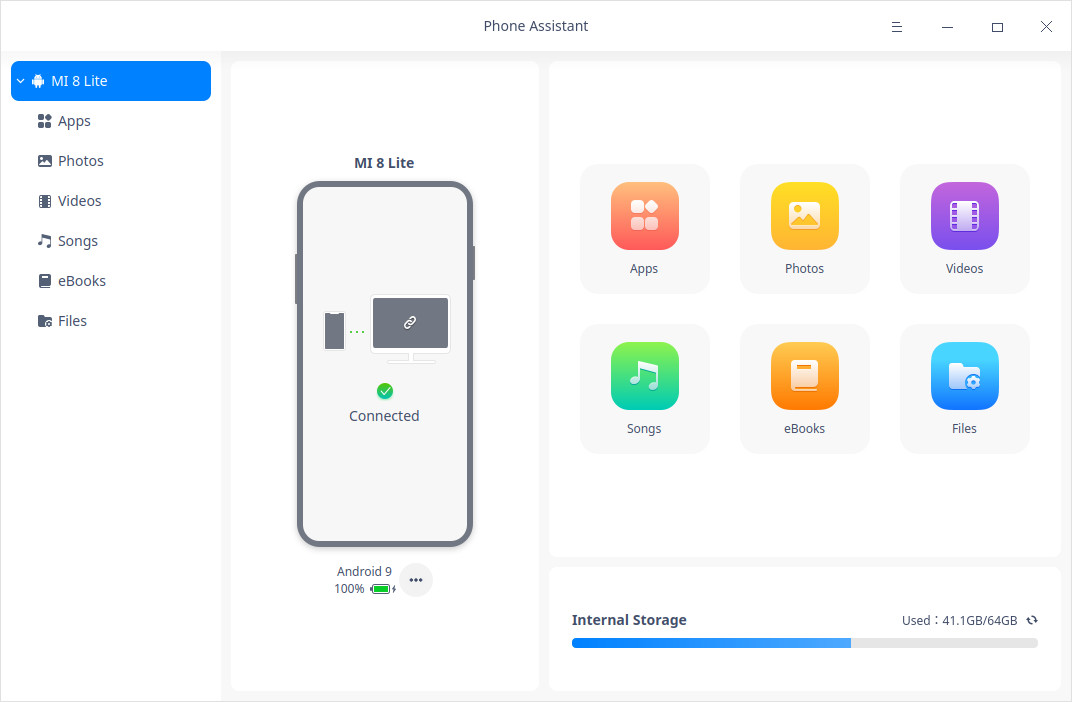 Phone Assistant
MI 8 Lite
Apps
Photos
Videos
Songs
eBooks
Files
MI 8 Lite
Connected
Android 9
100%
Apps
Photos
Videos
Songs
eBooks
Files
Internal Storage
Used：41.1GB/64GB